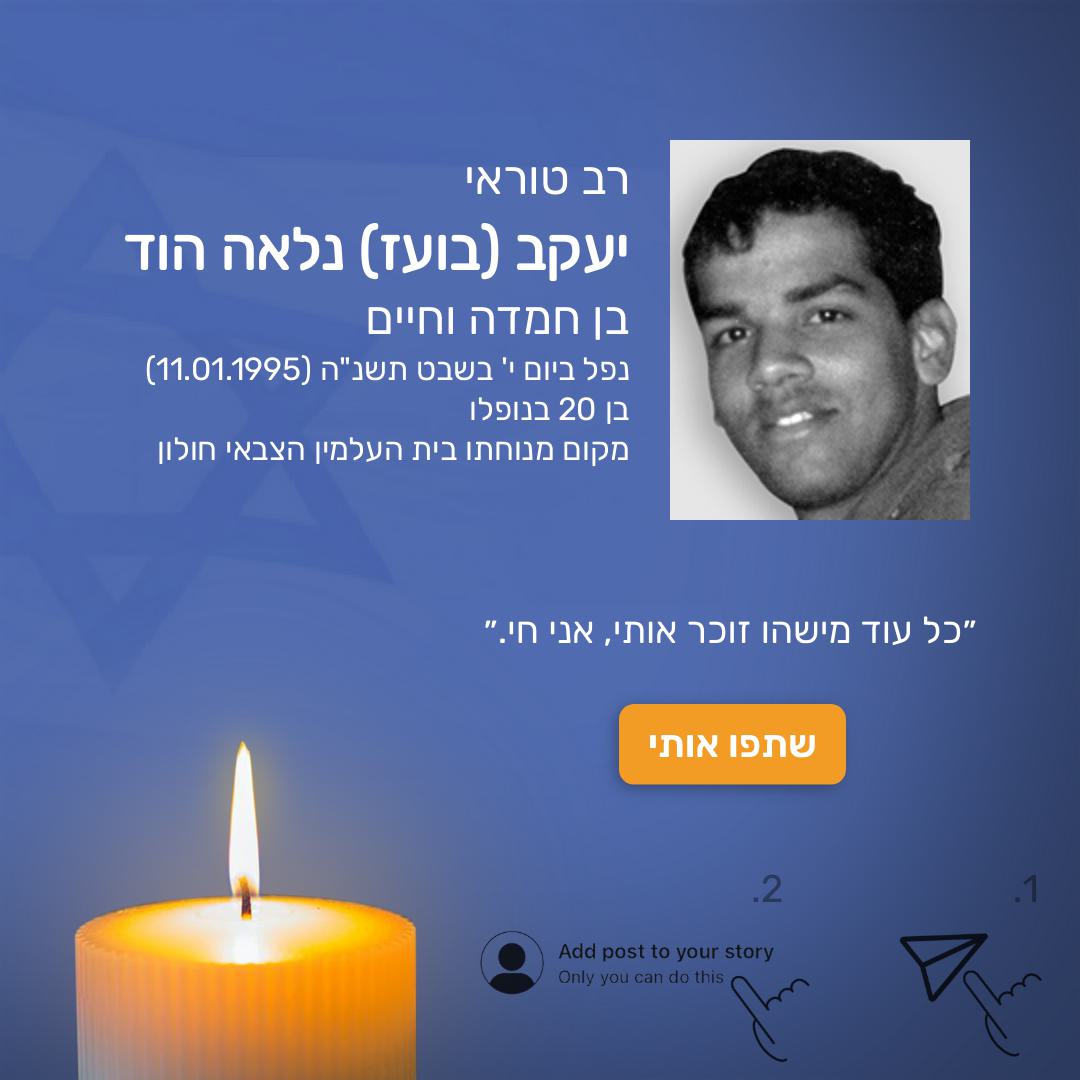 רב טוראי
יעקב (בועז) נלאה הוד
בן חמדה וחיים
נפל ביום י' בשבט תשנ"ה (11.01.1995)
בן 20 בנופלו
מקום מנוחתו בית העלמין הצבאי חולון
״כל עוד מישהו זוכר אותי, אני חי.״
שתפו אותי
.1
.2
Add post to your story
Only you can do this